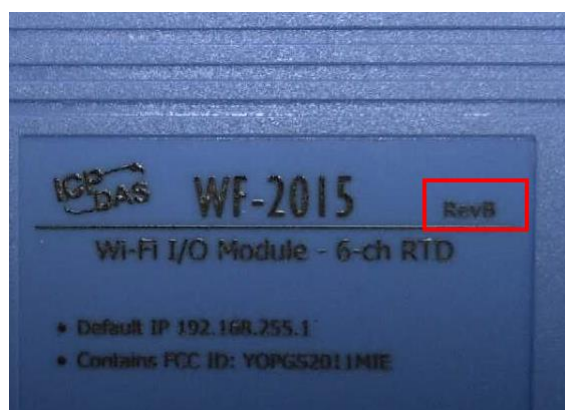 ICP DAS WF-2015 RevB
Wi-Fi I/O Module - 6-ch RTD
• Default IP 192.168.255.1
• Contains FCC ID: YOPGS2011MIE